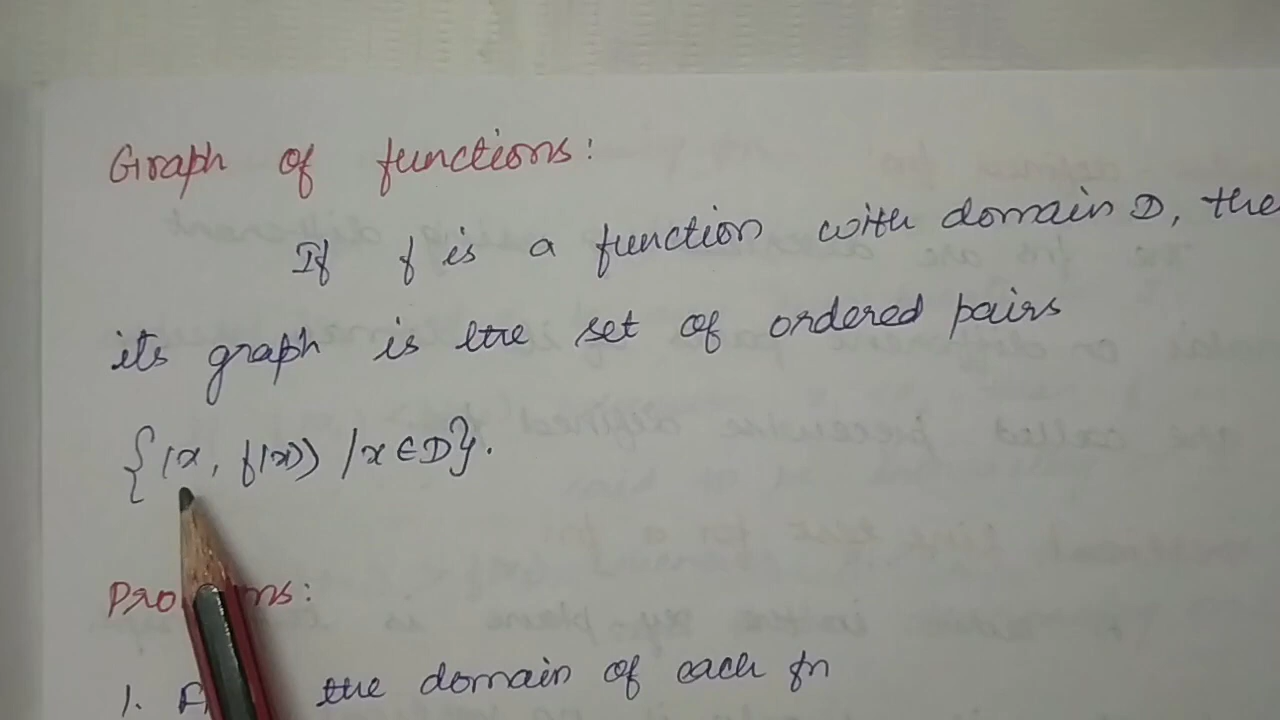 Graph of functions:
If f is a function with domain D, the
its graph is the set of ordered pairs
{(x, f(x)) / x ∈ D}.
1. the domain of each fn